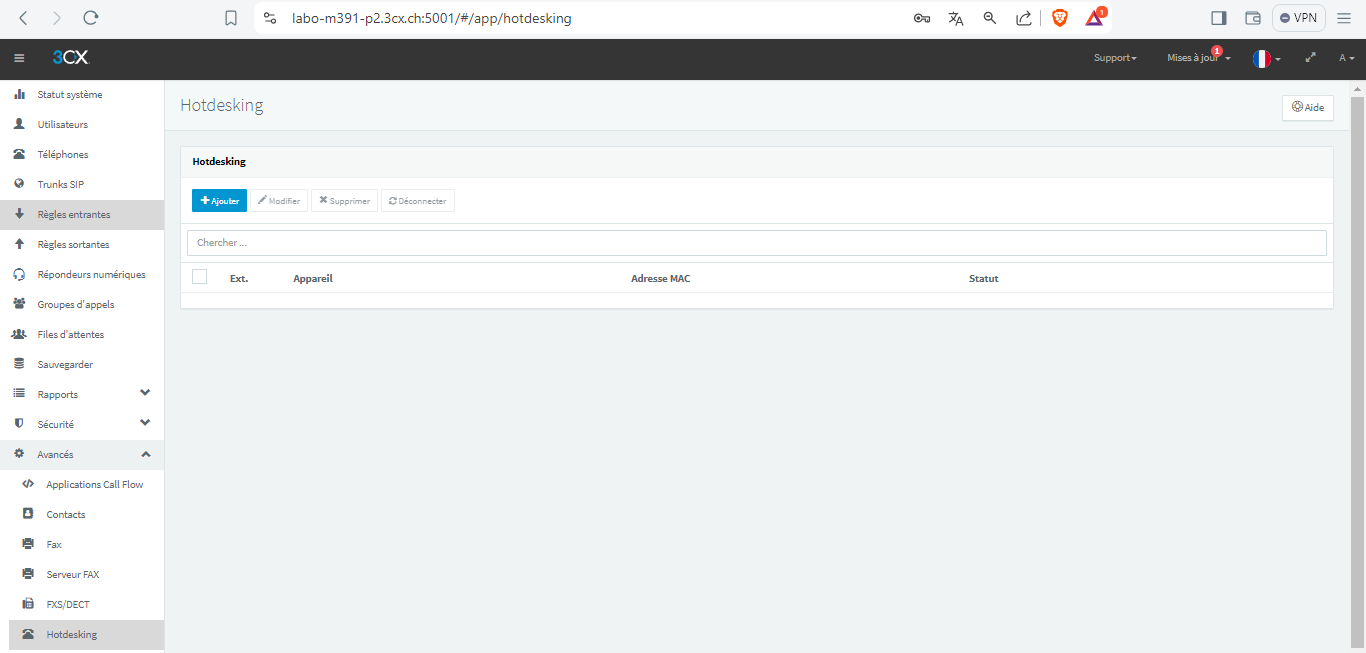 labo-m391-p2.3cx.ch:5001/#/app/hotdesking
1
VPN
3CX
Support
Mises à jour
1
A
Statut système
Utilisateurs
Téléphones
Trunks SIP
Règles entrantes
Règles sortantes
Répondeurs numériques
Groupes d'appels
Files d'attentes
Sauvegarder
Rapports
Sécurité
Avancés
Applications Call Flow
Contacts
Fax
Serveur FAX
FXS/DECT
Hotdesking
Hotdesking
Aide
Hotdesking
Ajouter
Modifier
Supprimer
Déconnecter
Chercher ...
Ext.
Appareil
Adresse MAC
Statut